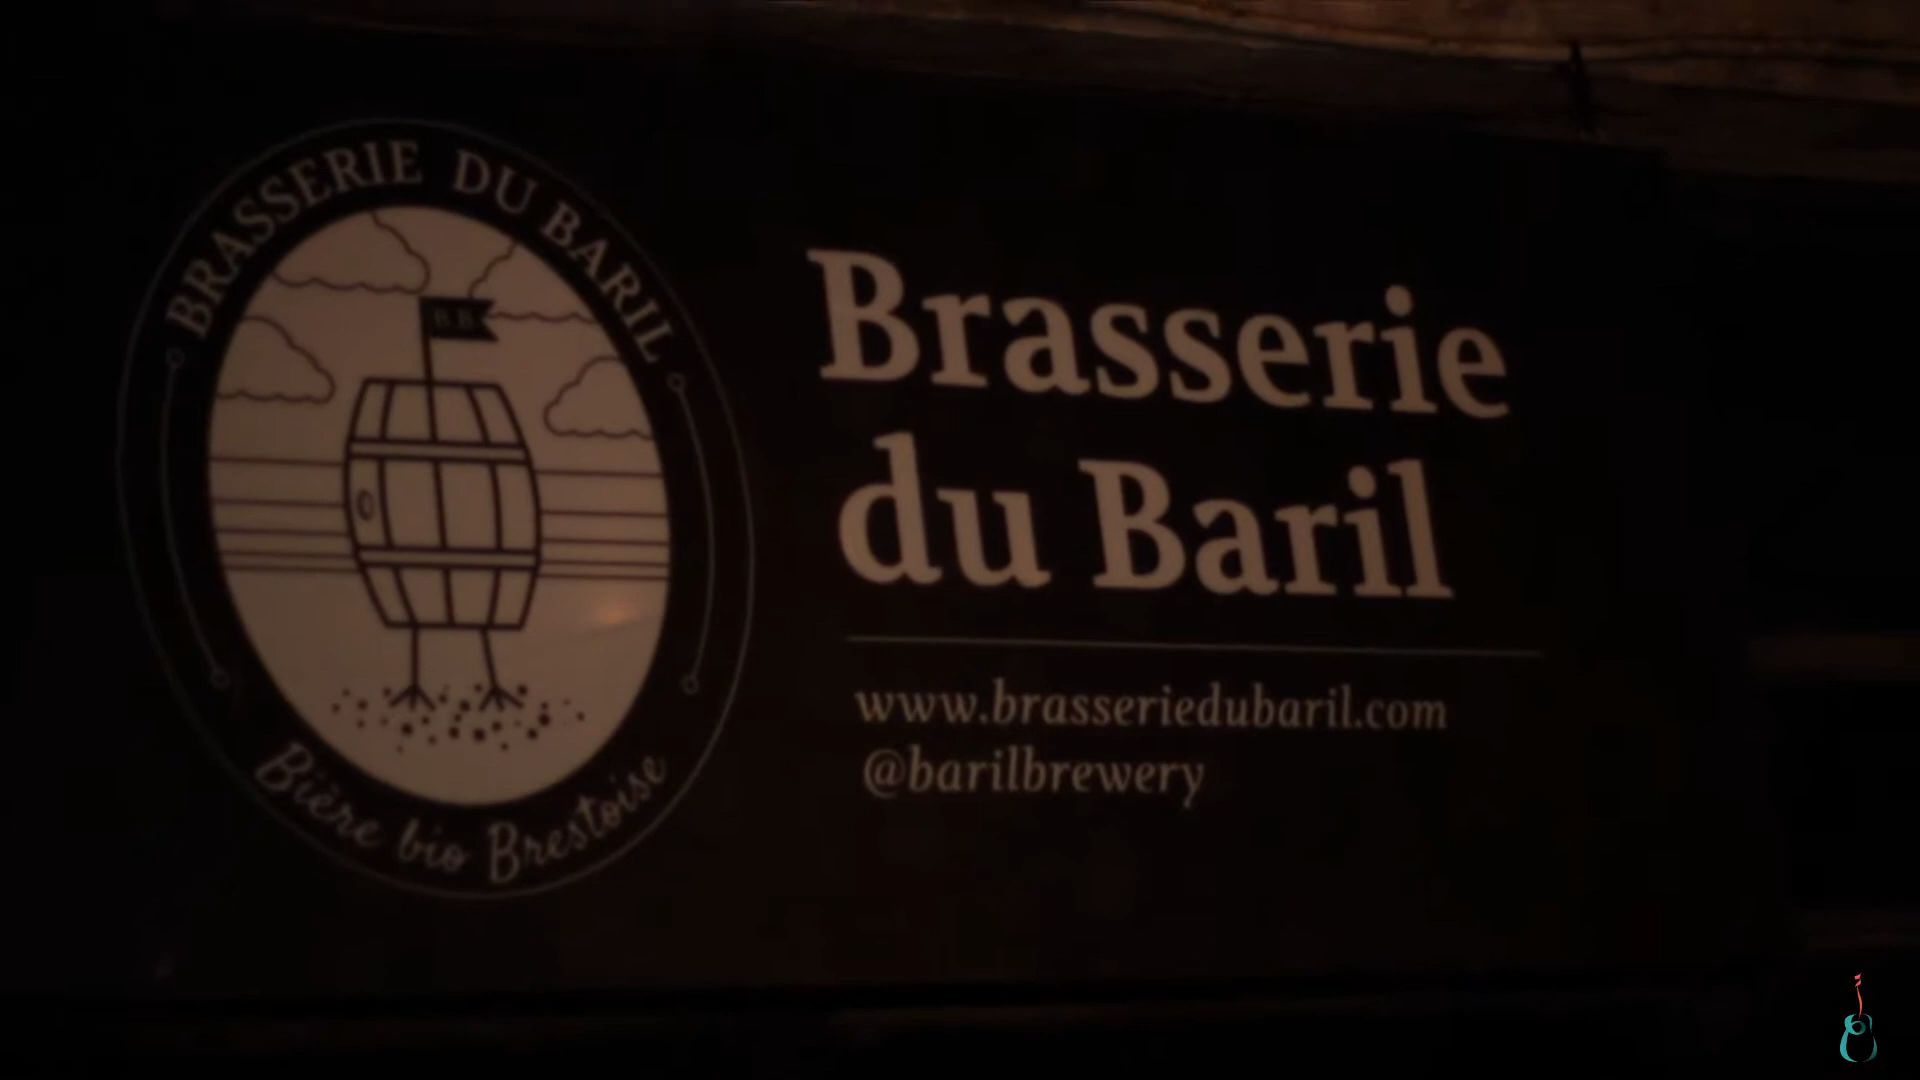 BRASSERIE DU BARIL
B.B.
Bière bio Brestoise
Brasserie
du Baril
www.brasseriedubaril.com
@barilbrewery